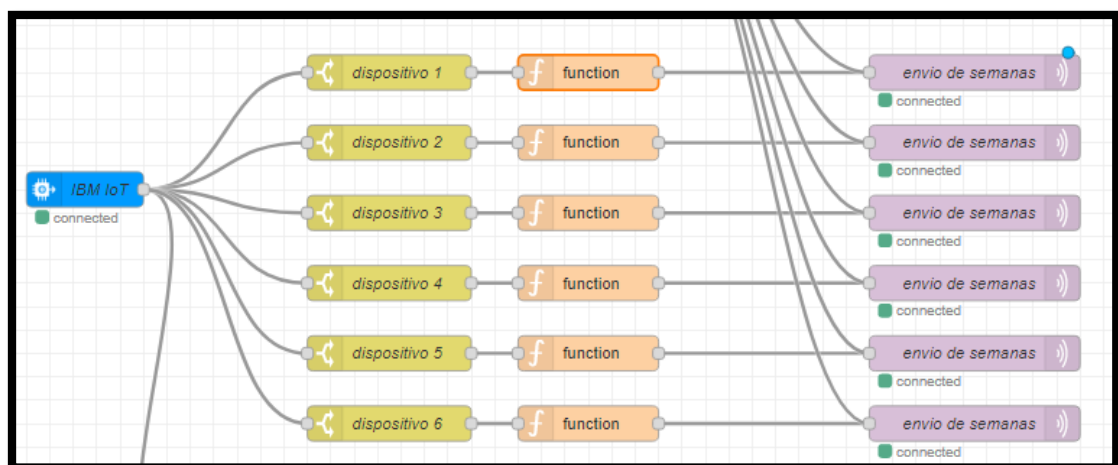 dispositivo 1
function
envio de semanas
connected
dispositivo 2
function
envio de semanas
connected
IBM IoT
connected
dispositivo 3
function
envio de semanas
connected
dispositivo 4
function
envio de semanas
connected
dispositivo 5
function
envio de semanas
connected
dispositivo 6
function
envio de semanas
connected